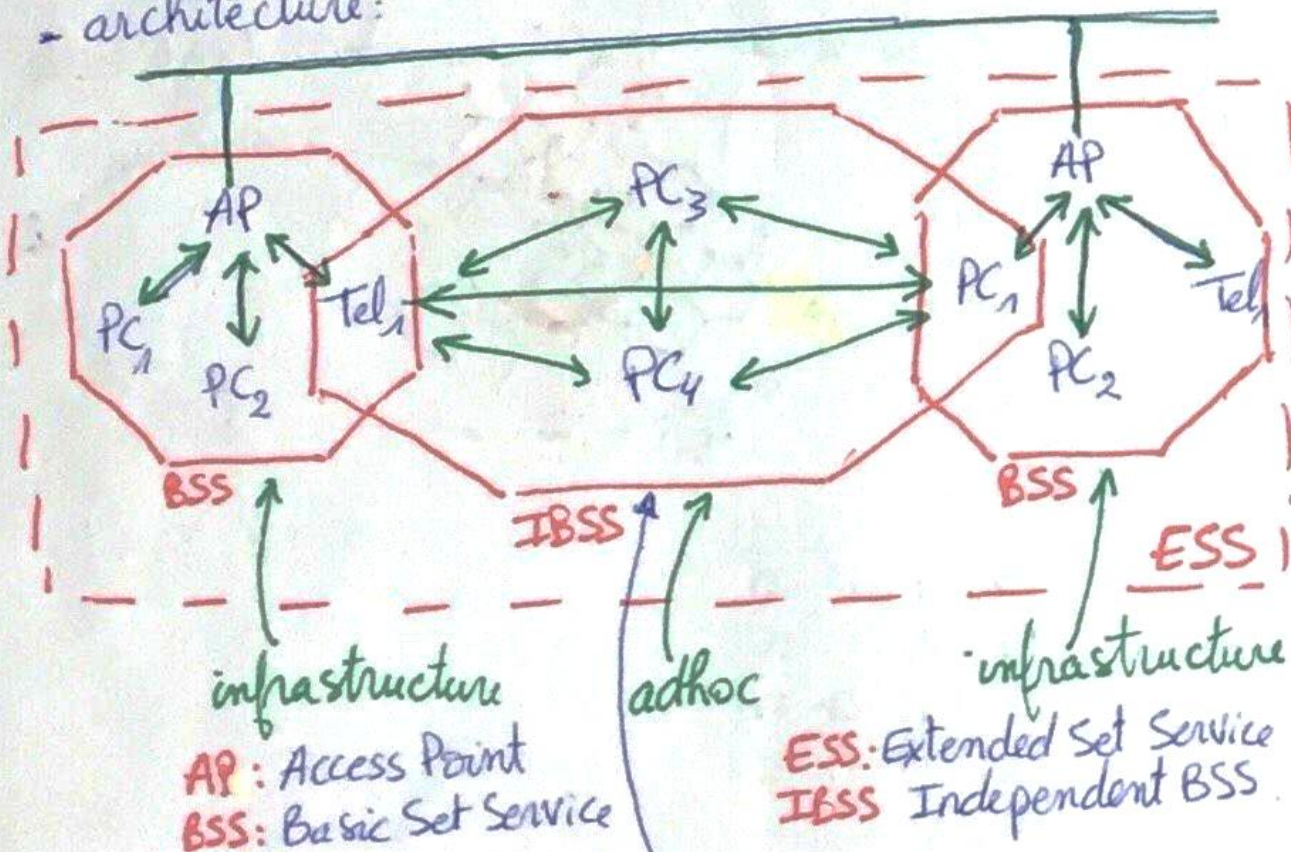 - architecture:
AP
PC1
PC2
Tel1
PC3
PC4
AP
PC1
PC2
Tel1
BSS
IBSS
BSS
ESS
infrastructure
adhoc
infrastructure
AP: Access Point
BSS: Basic Set Service
ESS: Extended Set Service
IBSS Independent BSS.